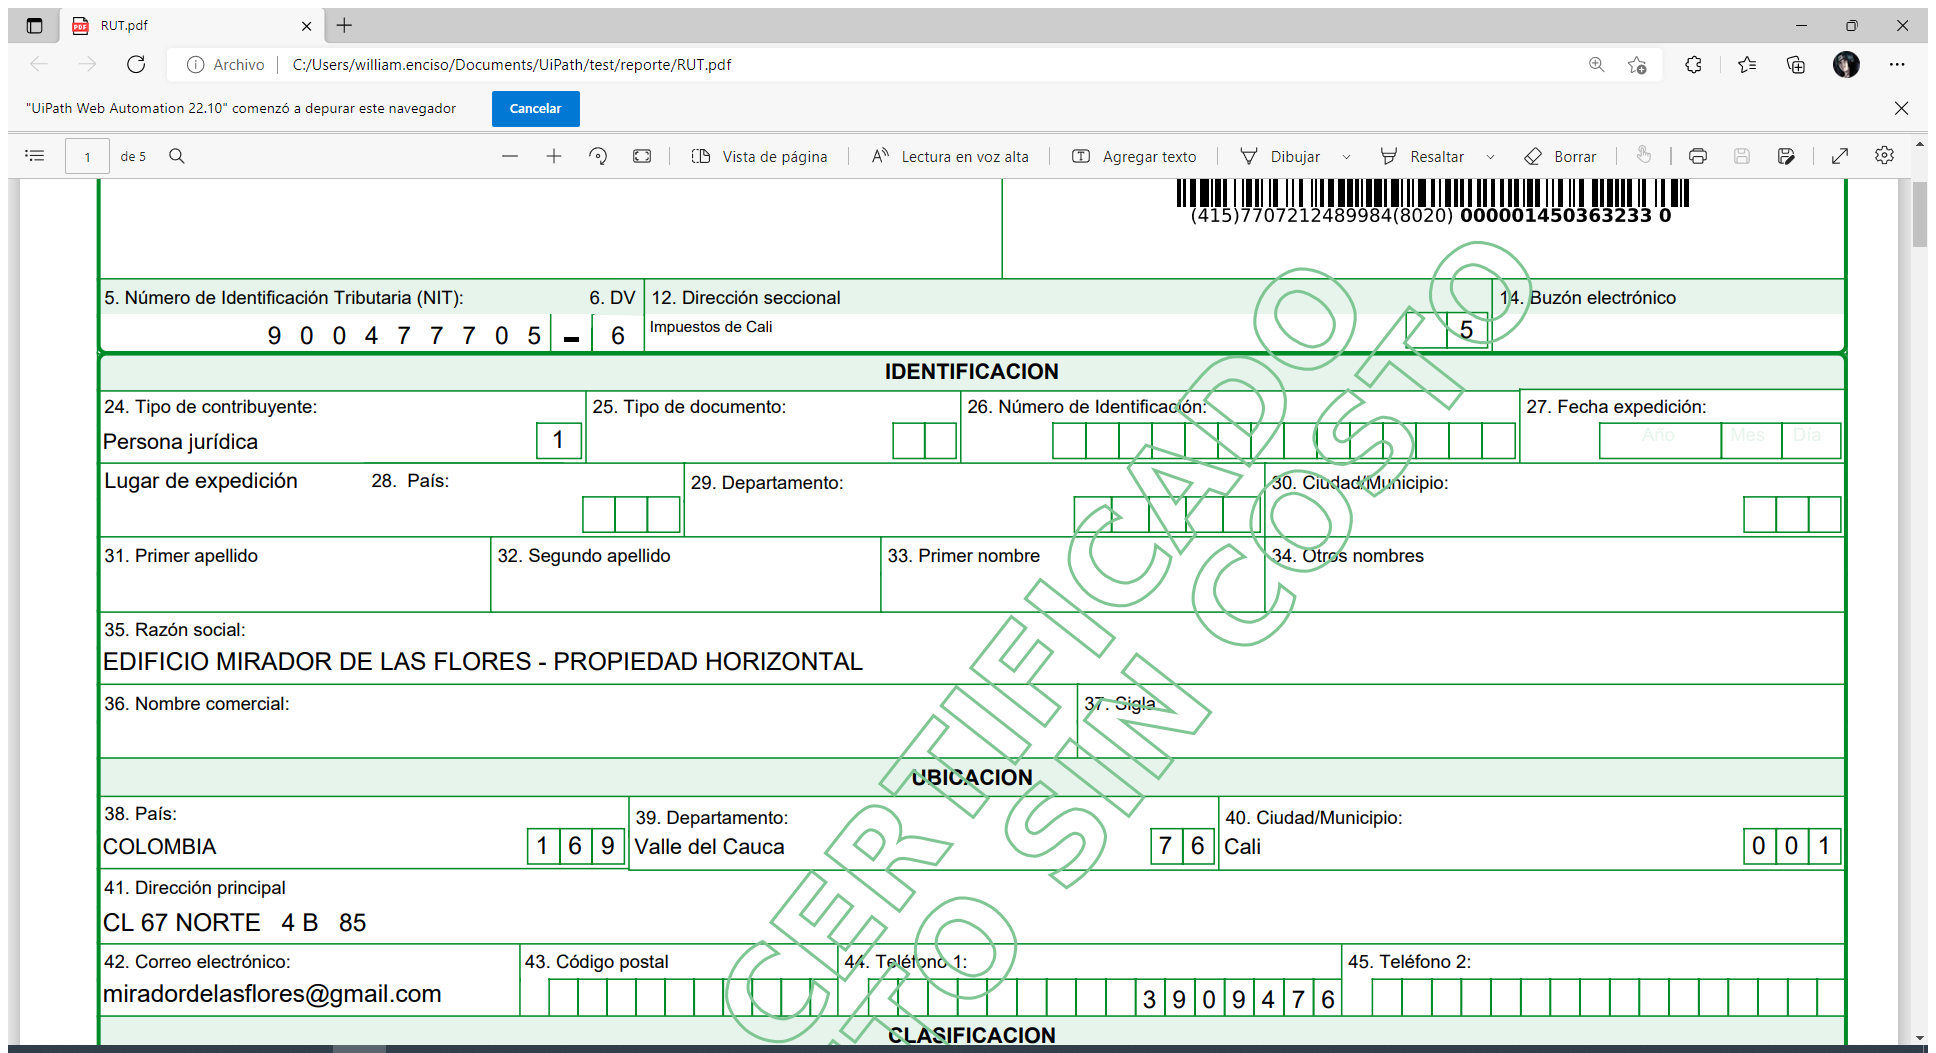 RUT.pdf
Archivo C:/Users/william.enciso/Documents/UiPath/test/reporte/RUT.pdf
"UiPath Web Automation 22.10" comenzó a depurar este navegador Cancelar
1 de 5 Vista de página Lectura en voz alta Agregar texto Dibujar Resaltar Borrar
(415)7707212489984(8020) 000001450363233 0
5. Número de Identificación Tributaria (NIT): 6. DV 12. Dirección seccional 14. Buzón electrónico
9 0 0 4 7 7 7 0 5 - 6 Impuestos de Cali 5
IDENTIFICACION
24. Tipo de contribuyente: 25. Tipo de documento: 26. Número de Identificación: 27. Fecha expedición:
Persona jurídica 1 Año Mes Día
Lugar de expedición 28. País: 29. Departamento: 30. Ciudad/Municipio:
31. Primer apellido 32. Segundo apellido 33. Primer nombre 34. Otros nombres
35. Razón social:
EDIFICIO MIRADOR DE LAS FLORES - PROPIEDAD HORIZONTAL
36. Nombre comercial: 37. Sigla
UBICACION
38. País: 39. Departamento: 40. Ciudad/Municipio:
COLOMBIA 1 6 9 Valle del Cauca 7 6 Cali 0 0 1
41. Dirección principal
CL 67 NORTE 4 B 85
42. Correo electrónico: 43. Código postal 44. Teléfono 1: 45. Teléfono 2:
miradordelasflores@gmail.com 3 9 0 9 4 7 6
CLASIFICACION
CERTIFICADO
TO SIN COSTO